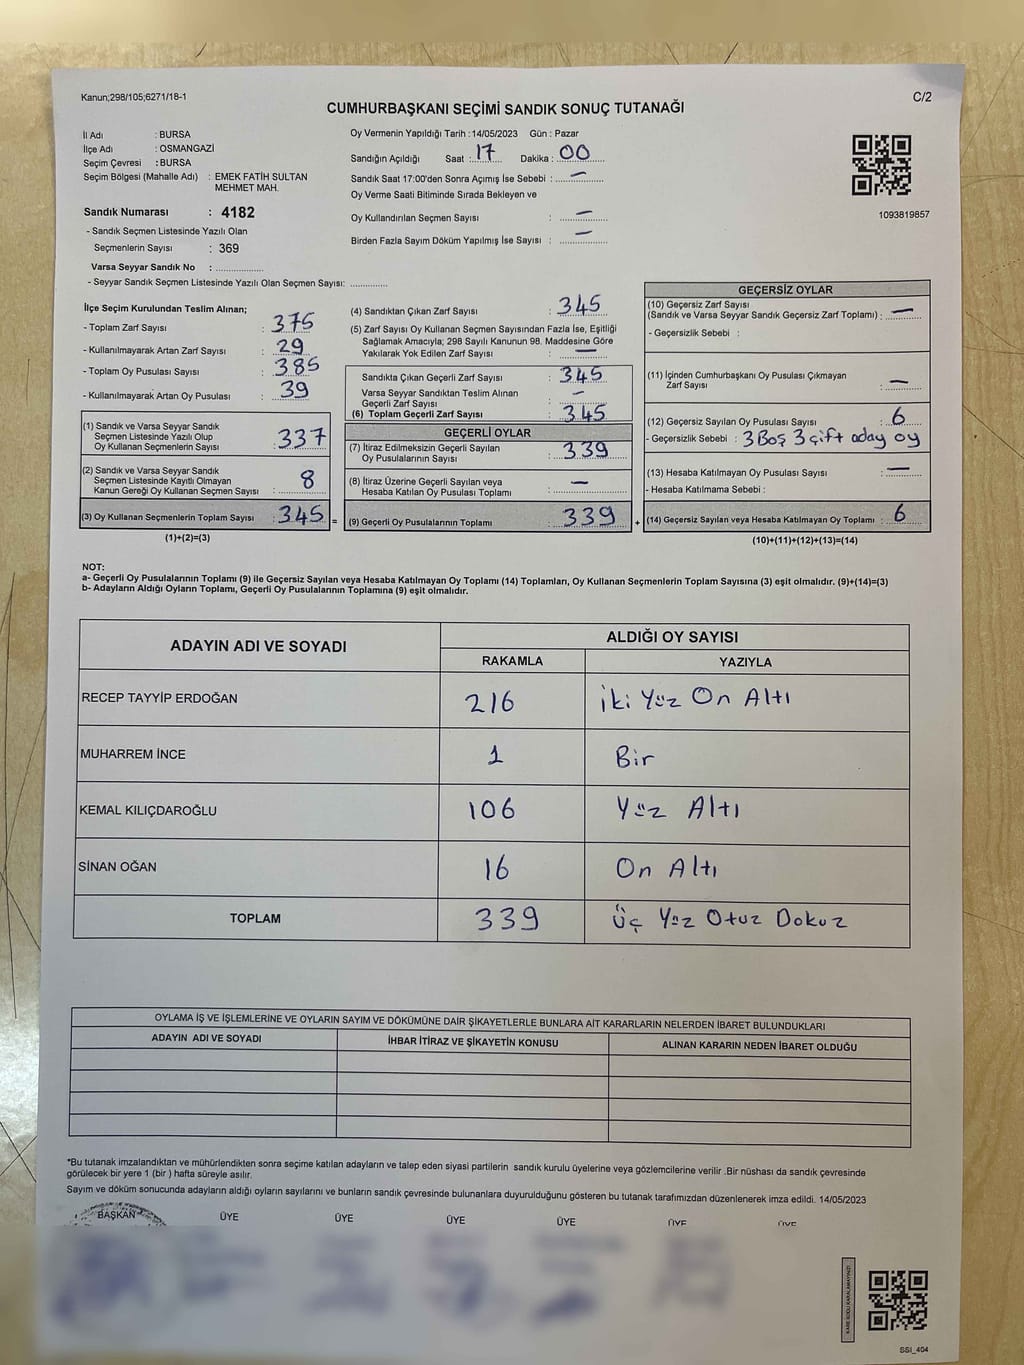 Kanun;298/105;6271/18-1
C/2
CUMHURBAŞKANI SEÇİMİ SANDIK SONUÇ TUTANAĞI
İl Adı : BURSA
İlçe Adı : OSMANGAZİ
Seçim Çevresi : BURSA
Seçim Bölgesi (Mahalle Adı) : EMEK FATİH SULTAN
MEHMET MAH.
Sandık Numarası : 4182
- Sandık Seçmen Listesinde Yazılı Olan
Seçmenlerin Sayısı : 369
Varsa Seyyar Sandık No : ...................
- Seyyar Sandık Seçmen Listesinde Yazılı Olan Seçmen Sayısı: ..............
Oy Vermenin Yapıldığı Tarih : 14/05/2023 Gün : Pazar
Sandığın Açıldığı Saat : 17 Dakika : 00
Sandık Saat 17:00'den Sonra Açımış İse Sebebi : —
Oy Verme Saati Bitiminde Sırada Bekleyen ve
Oy Kullandırılan Seçmen Sayısı : —
Birden Fazla Sayım Döküm Yapılmış İse Sayısı : —
1093819857
İlçe Seçim Kurulundan Teslim Alınan;
- Toplam Zarf Sayısı : 375
- Kullanılmayarak Artan Zarf Sayısı : 29
- Toplam Oy Pusulası Sayısı : 385
- Kullanılmayarak Artan Oy Pusulası : 39
(1) Sandık ve Varsa Seyyar Sandık
Seçmen Listesinde Yazılı Olup
Oy Kullanan Seçmenlerin Sayısı : 337
(2) Sandık ve Varsa Seyyar Sandık
Seçmen Listesinde Kayıtlı Olmayan
Kanun Gereği Oy Kullanan Seçmen Sayısı : 8
(3) Oy Kullanan Seçmenlerin Toplam Sayısı : 345 =
(1)+(2)=(3)
(4) Sandıktan Çıkan Zarf Sayısı : 345
(5) Zarf Sayısı Oy Kullanan Seçmen Sayısından Fazla İse, Eşitliği
Sağlamak Amacıyla; 298 Sayılı Kanunun 98. Maddesine Göre
Yakılarak Yok Edilen Zarf Sayısı : —
Sandıkta Çıkan Geçerli Zarf Sayısı : 345
Varsa Seyyar Sandıktan Teslim Alınan
Geçerli Zarf Sayısı : —
(6) Toplam Geçerli Zarf Sayısı : 345
GEÇERLİ OYLAR
(7) İtiraz Edilmeksizin Geçerli Sayılan
Oy Pusulalarının Sayısı : 339
(8) İtiraz Üzerine Geçerli Sayılan veya
Hesaba Katılan Oy Pusulası Toplamı : —
(9) Geçerli Oy Pusulalarının Toplamı : 339 +
GEÇERSİZ OYLAR
(10) Geçersiz Zarf Sayısı
(Sandık ve Varsa Seyyar Sandık Geçersiz Zarf Toplamı) : —
- Geçersizlik Sebebi :
(11) İçinden Cumhurbaşkanı Oy Pusulası Çıkmayan
Zarf Sayısı : —
(12) Geçersiz Sayılan Oy Pusulası Sayısı : 6
- Geçersizlik Sebebi : 3 Boş 3 çift aday oy
(13) Hesaba Katılmayan Oy Pusulası Sayısı : —
- Hesaba Katılmama Sebebi :
(14) Geçersiz Sayılan veya Hesaba Katılmayan Oy Toplamı : 6
(10)+(11)+(12)+(13)=(14)
NOT:
a- Geçerli Oy Pusulalarının Toplamı (9) ile Geçersiz Sayılan veya Hesaba Katılmayan Oy Toplamı (14) Toplamları, Oy Kullanan Seçmenlerin Toplam Sayısına (3) eşit olmalıdır. (9)+(14)=(3)
b- Adayların Aldığı Oyların Toplamı, Geçerli Oy Pusulalarının Toplamına (9) eşit olmalıdır.
ADAYIN ADI VE SOYADI
ALDIĞI OY SAYISI
RAKAMLA YAZIYLA
RECEP TAYYİP ERDOĞAN 216 İki Yüz On Altı
MUHARREM İNCE 1 Bir
KEMAL KILIÇDAROĞLU 106 Yüz Altı
SİNAN OĞAN 16 On Altı
TOPLAM 339 Üç Yüz Otuz Dokuz
OYLAMA İŞ VE İŞLEMLERİNE VE OYLARIN SAYIM VE DÖKÜMÜNE DAİR ŞİKAYETLERLE BUNLARA AİT KARARLARIN NELERDEN İBARET BULUNDUKLARI
ADAYIN ADI VE SOYADI İHBAR İTİRAZ VE ŞİKAYETİN KONUSU ALINAN KARARIN NEDEN İBARET OLDUĞU
*Bu tutanak imzalandıktan ve mühürlendikten sonra seçime katılan adayların ve talep eden siyasi partilerin sandık kurulu üyelerine veya gözlemcilerine verilir .Bir nüshası da sandık çevresinde
görülecek bir yere 1 (bir ) hafta süreyle asılır.
Sayım ve döküm sonucunda adayların aldığı oyların sayılarını ve bunların sandık çevresinde bulunanlara duyurulduğunu gösteren bu tutanak tarafımızdan düzenlenerek imza edildi. 14/05/2023
BAŞKAN ÜYE ÜYE ÜYE ÜYE ÜYE ÜYE
KARE KODU KARALAMAYINIZ!
SSI_404